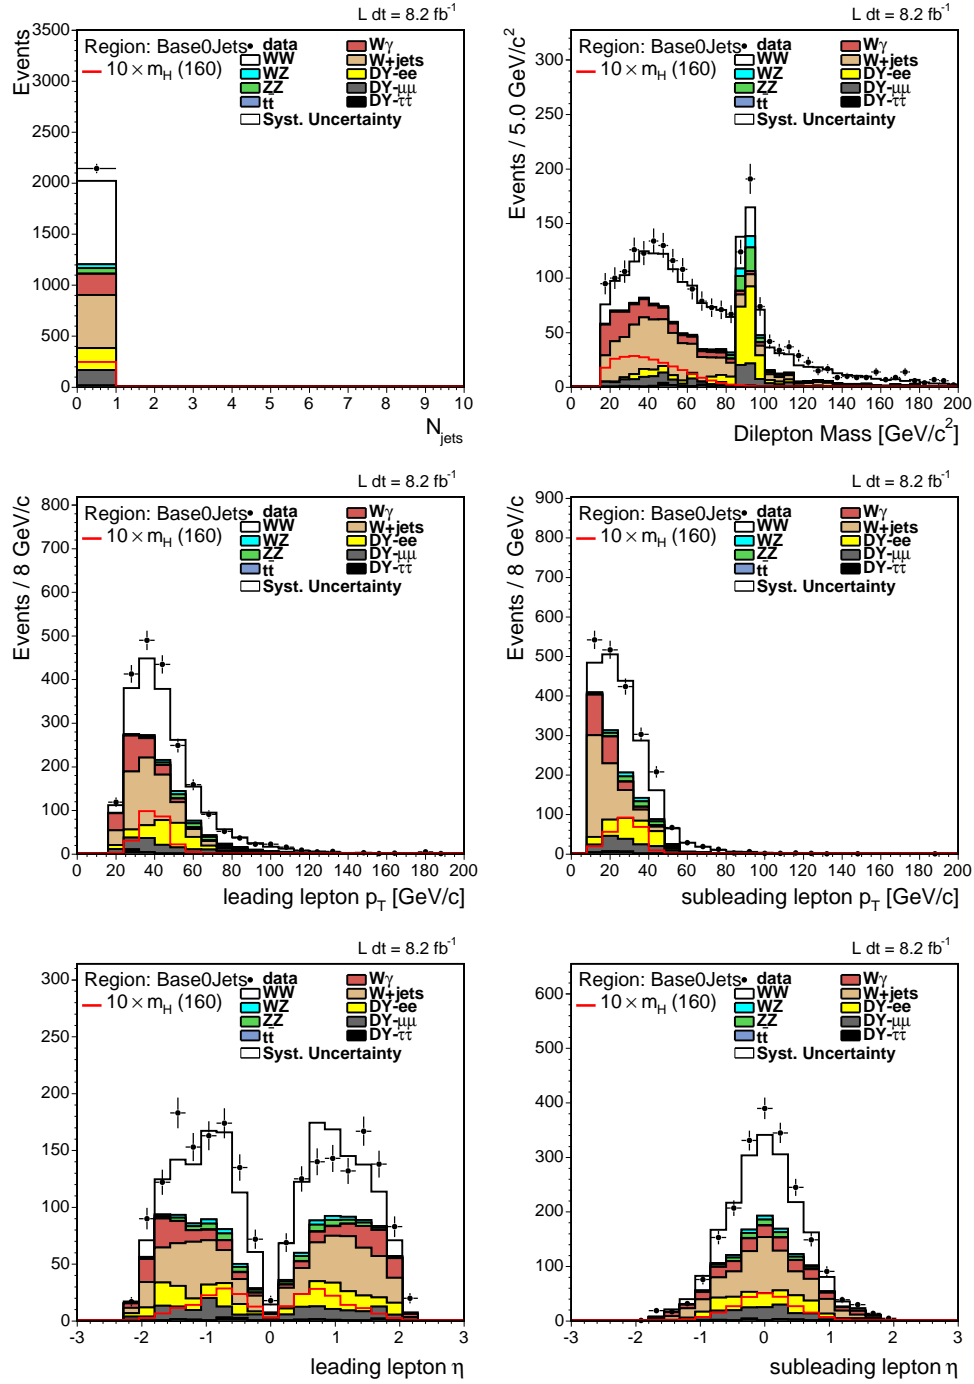 L dt = 8.2 fb-1
Events
3500
3000
2500
2000
1500
1000
500
0
Region: Base0Jets
10 × mH (160)
data
WW
WZ
ZZ
tt̄
Syst. Uncertainty
Wγ
W+jets
DY-ee
DY-μμ
DY-ττ
0 1 2 3 4 5 6 7 8 9 10
Njets
L dt = 8.2 fb-1
Events / 5.0 GeV/c2
300
250
200
150
100
50
0
Region: Base0Jets
10 × mH (160)
data
WW
WZ
ZZ
tt̄
Syst. Uncertainty
Wγ
W+jets
DY-ee
DY-μμ
DY-ττ
0 20 40 60 80 100 120 140 160 180 200
Dilepton Mass [GeV/c2]
L dt = 8.2 fb-1
Events / 8 GeV/c
800
700
600
500
400
300
200
100
0
Region: Base0Jets
10 × mH (160)
data
WW
WZ
ZZ
tt̄
Syst. Uncertainty
Wγ
W+jets
DY-ee
DY-μμ
DY-ττ
0 20 40 60 80 100 120 140 160 180 200
leading lepton pT [GeV/c]
L dt = 8.2 fb-1
Events / 8 GeV/c
900
800
700
600
500
400
300
200
100
0
Region: Base0Jets
10 × mH (160)
data
WW
WZ
ZZ
tt̄
Syst. Uncertainty
Wγ
W+jets
DY-ee
DY-μμ
DY-ττ
0 20 40 60 80 100 120 140 160 180 200
subleading lepton pT [GeV/c]
L dt = 8.2 fb-1
300
250
200
150
100
50
0
Region: Base0Jets
10 × mH (160)
data
WW
WZ
ZZ
tt̄
Syst. Uncertainty
Wγ
W+jets
DY-ee
DY-μμ
DY-ττ
-3 -2 -1 0 1 2 3
leading lepton η
L dt = 8.2 fb-1
600
500
400
300
200
100
0
Region: Base0Jets
10 × mH (160)
data
WW
WZ
ZZ
tt̄
Syst. Uncertainty
Wγ
W+jets
DY-ee
DY-μμ
DY-ττ
-3 -2 -1 0 1 2 3
subleading lepton η